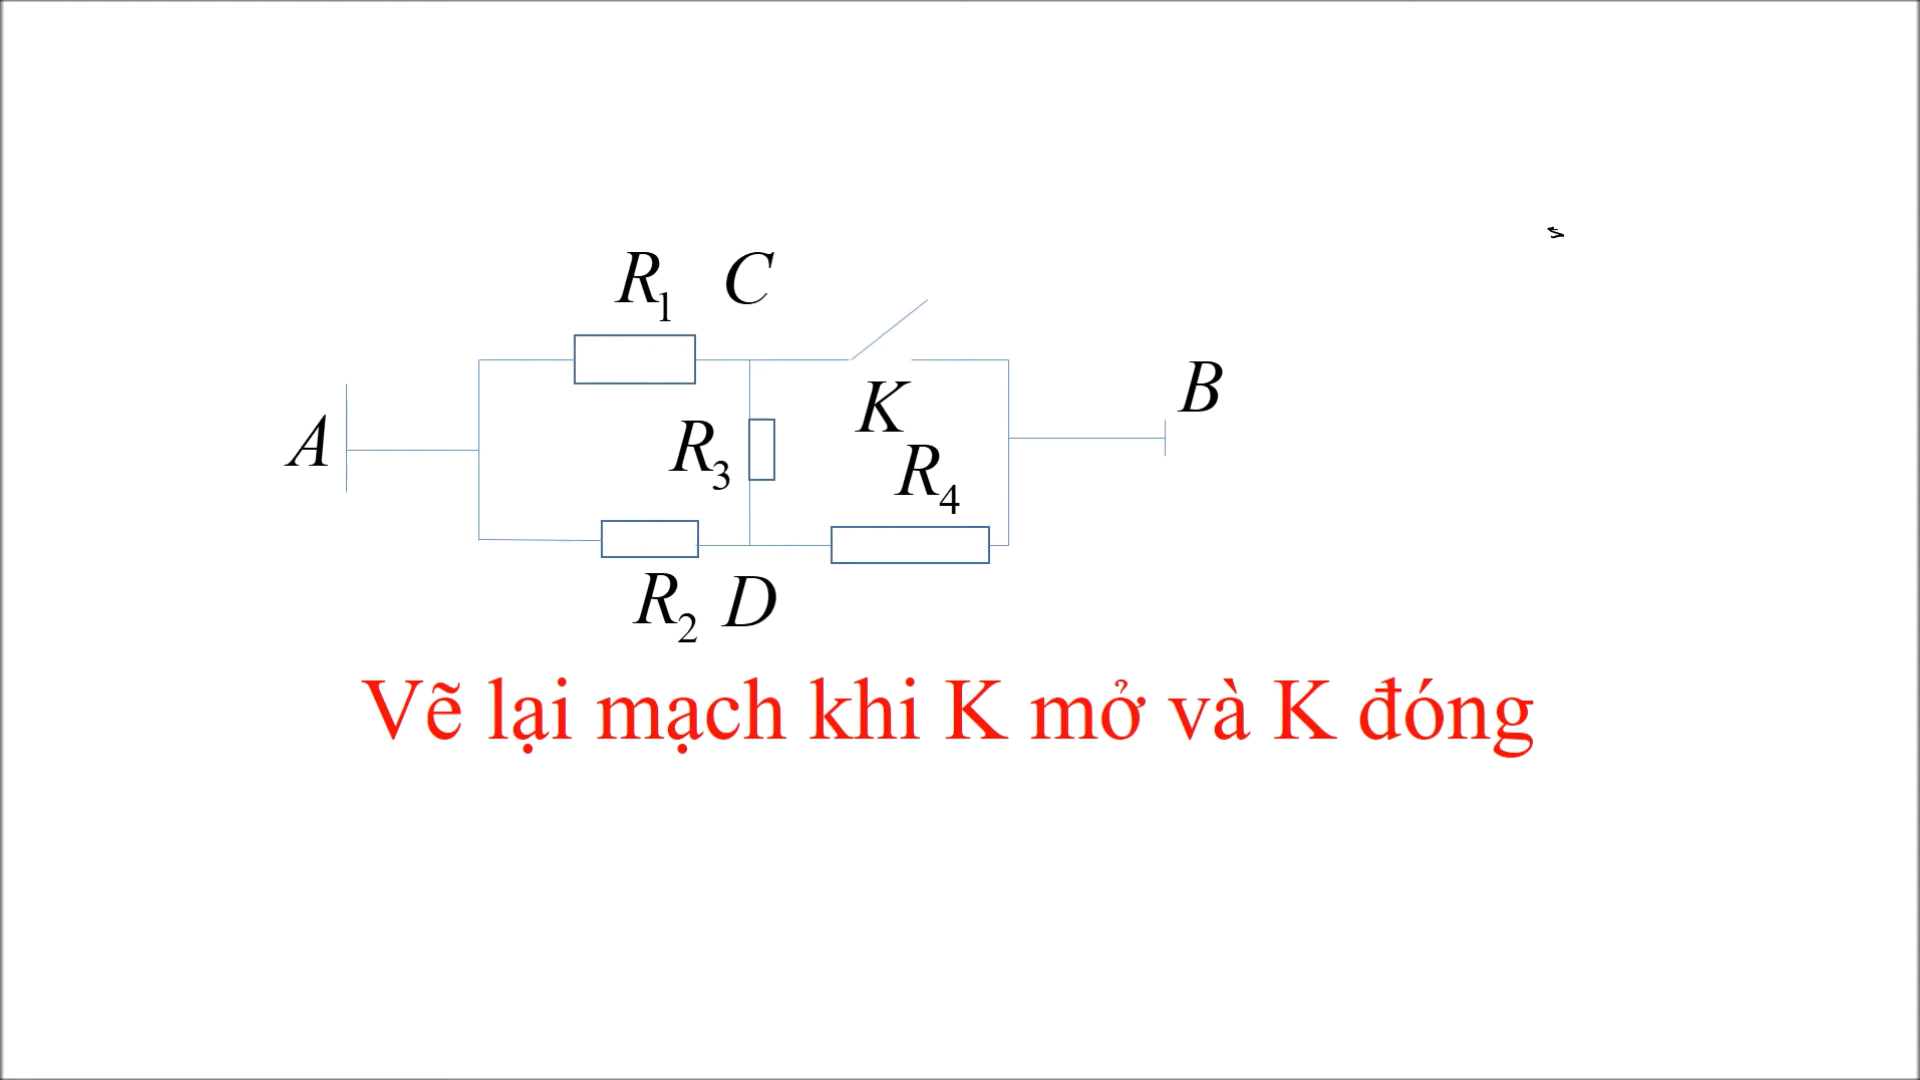 R₁ C
A
B
K
R₃
R₄
R₂ D
Vẽ lại mạch khi K mở và K đóng